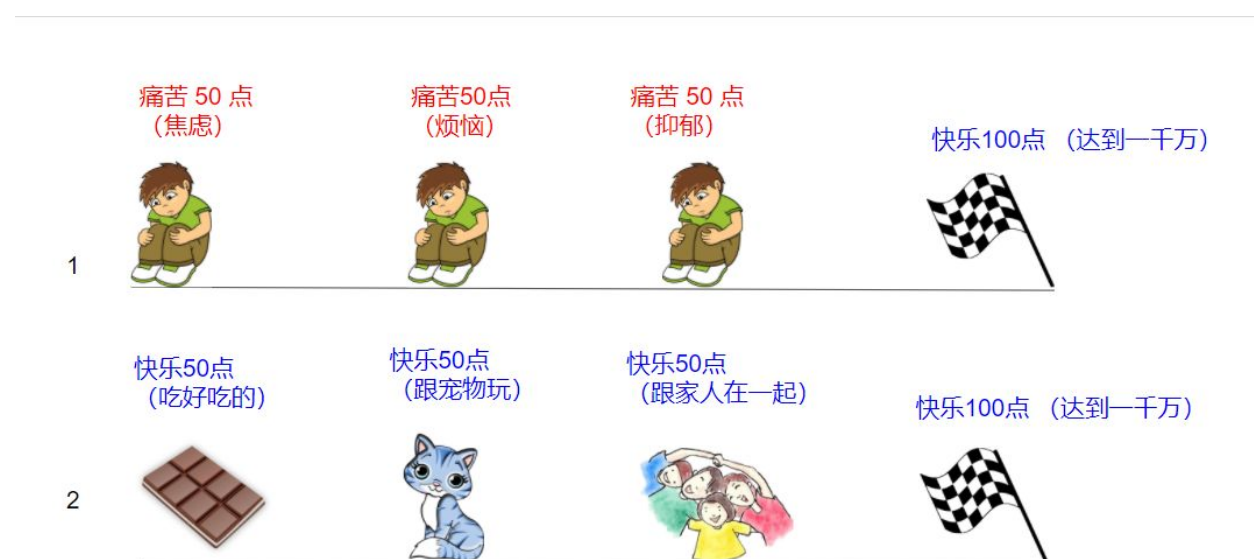 痛苦 50 点
（焦虑）
痛苦50点
（烦恼）
痛苦 50 点
（抑郁）
快乐100点 （达到一千万）
1
快乐50点
（吃好吃的）
快乐50点
（跟宠物玩）
快乐50点
（跟家人在一起）
快乐100点 （达到一千万）
2